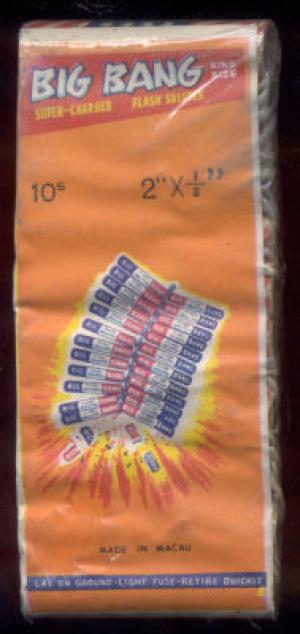 BIG BANG
KING SIZE
SUPER-CHARGED FLASH SALUTES
10s 2"X½"
MADE IN MACAU
LAY ON GROUND-LIGHT FUSE-RETIRE QUICKLY